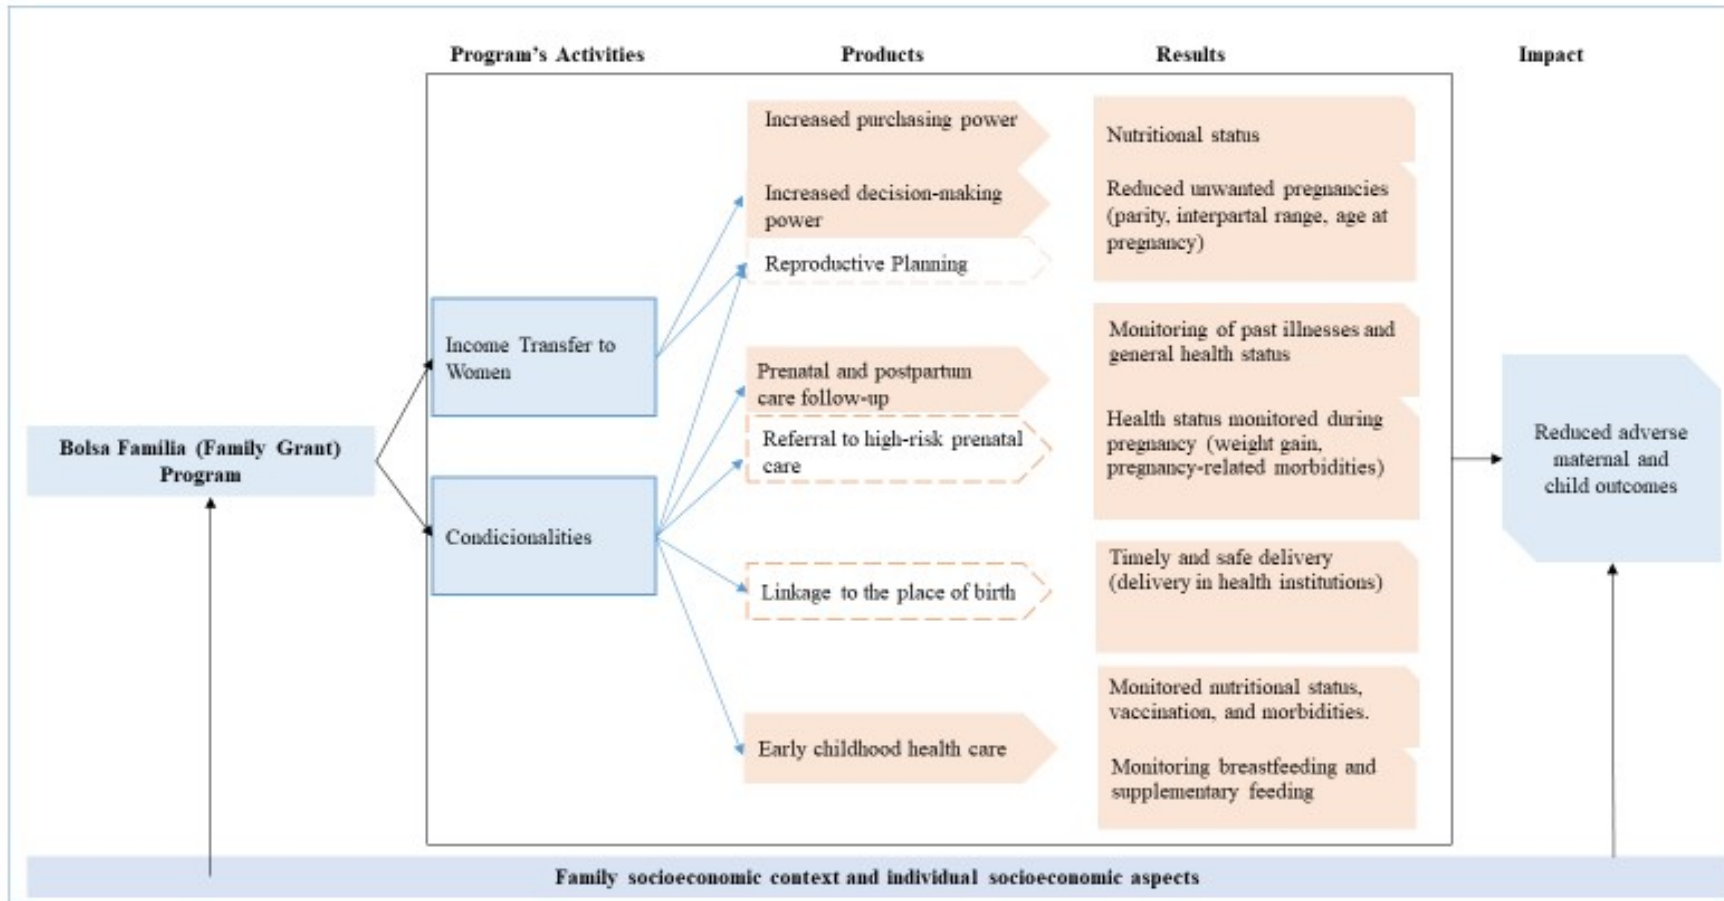 Program's Activities
Products
Results
Impact
Increased purchasing power
Increased decision-making
power
Reproductive Planning
Nutritional status
Reduced unwanted pregnancies
(parity, interpartal range, age at
pregnancy)
Income Transfer to
Women
Prenatal and postpartum
care follow-up
Referral to high-risk prenatal
care
Monitoring of past illnesses and
general health status
Health status monitored during
pregnancy (weight gain,
pregnancy-related morbidities)
Bolsa Familia (Family Grant)
Program
Reduced adverse
maternal and
child outcomes
Condicionalities
Linkage to the place of birth
Timely and safe delivery
(delivery in health institutions)
Early childhood health care
Monitored nutritional status,
vaccination, and morbidities.
Monitoring breastfeeding and
supplementary feeding
Family socioeconomic context and individual socioeconomic aspects